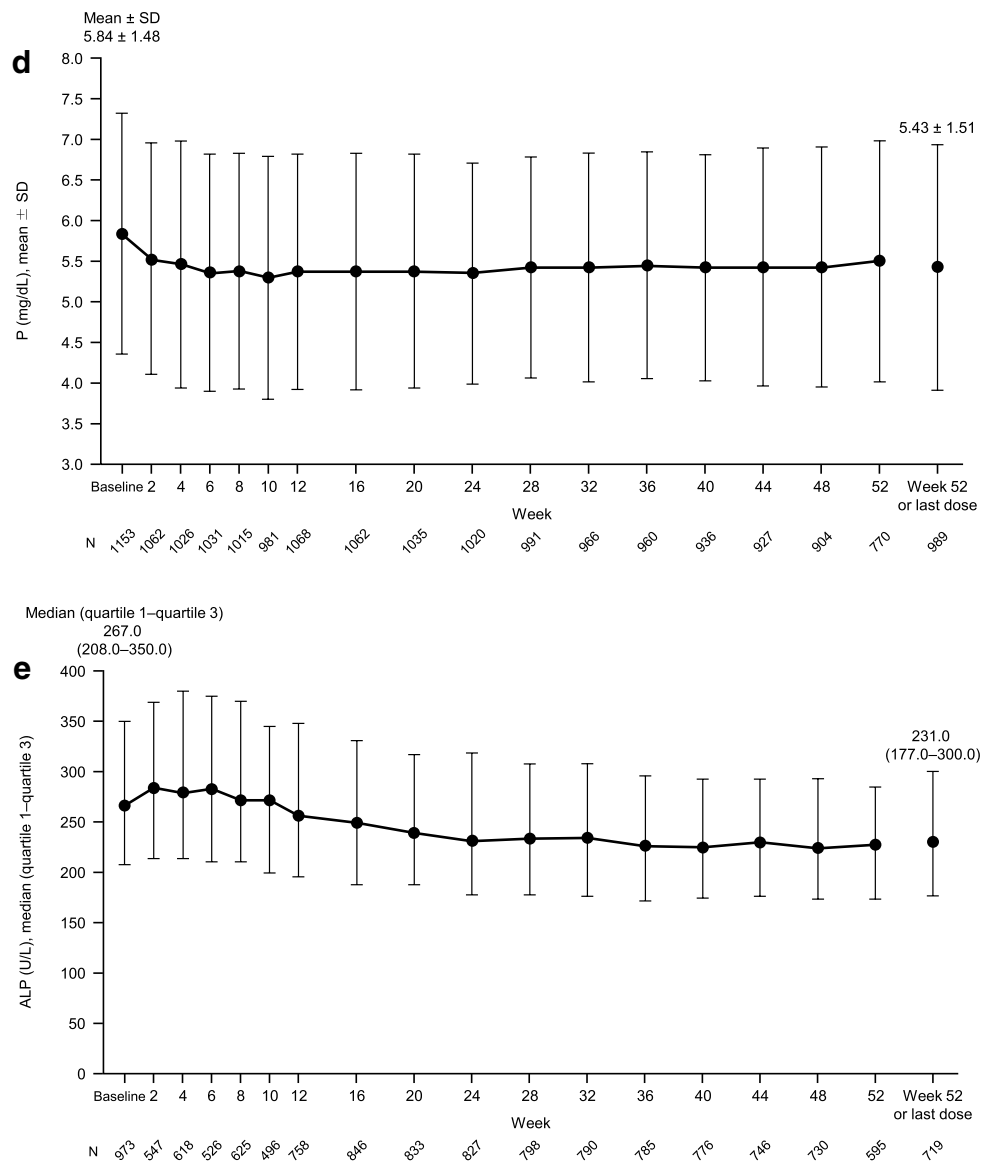 Mean ± SD
5.84 ± 1.48
d
8.0
7.5
7.0
6.5
6.0
5.5
5.0
4.5
4.0
3.5
3.0
P (mg/dL), mean ± SD
5.43 ± 1.51
Baseline 2 4 6 8 10 12 16 20 24 28 32 36 40 44 48 52 Week 52
or last dose
Week
N 1153 1062 1026 1031 1015 981 1068 1062 1035 1020 991 966 960 936 927 904 770 989
Median (quartile 1–quartile 3)
267.0
(208.0–350.0)
e
400
350
300
250
200
150
100
50
0
ALP (U/L), median (quartile 1–quartile 3)
231.0
(177.0–300.0)
Baseline 2 4 6 8 10 12 16 20 24 28 32 36 40 44 48 52 Week 52
or last dose
Week
N 973 547 618 526 625 496 758 846 833 827 798 790 785 776 746 730 595 719